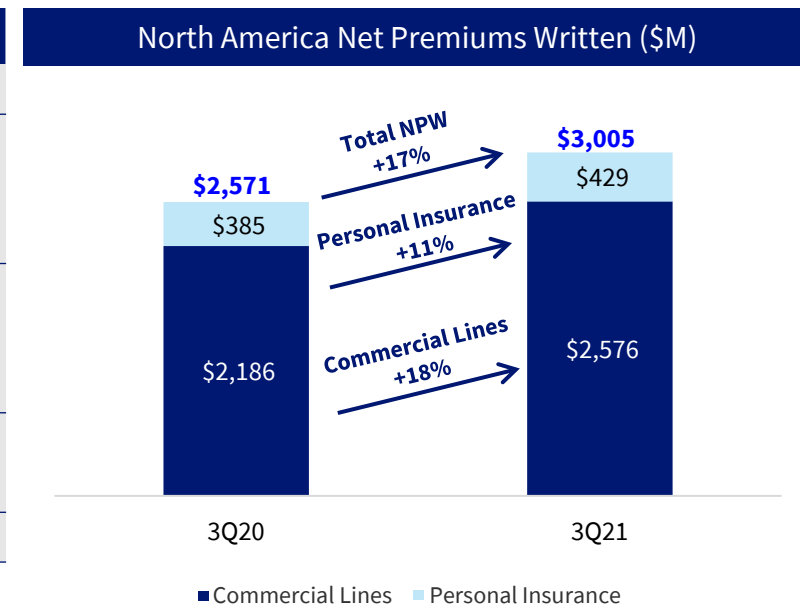 North America Net Premiums Written ($M)
Total NPW
+17%
$3,005
$2,571
$429
$385
Personal Insurance
+11%
Commercial Lines
+18%
$2,576
$2,186
3Q20
3Q21
Commercial Lines
Personal Insurance